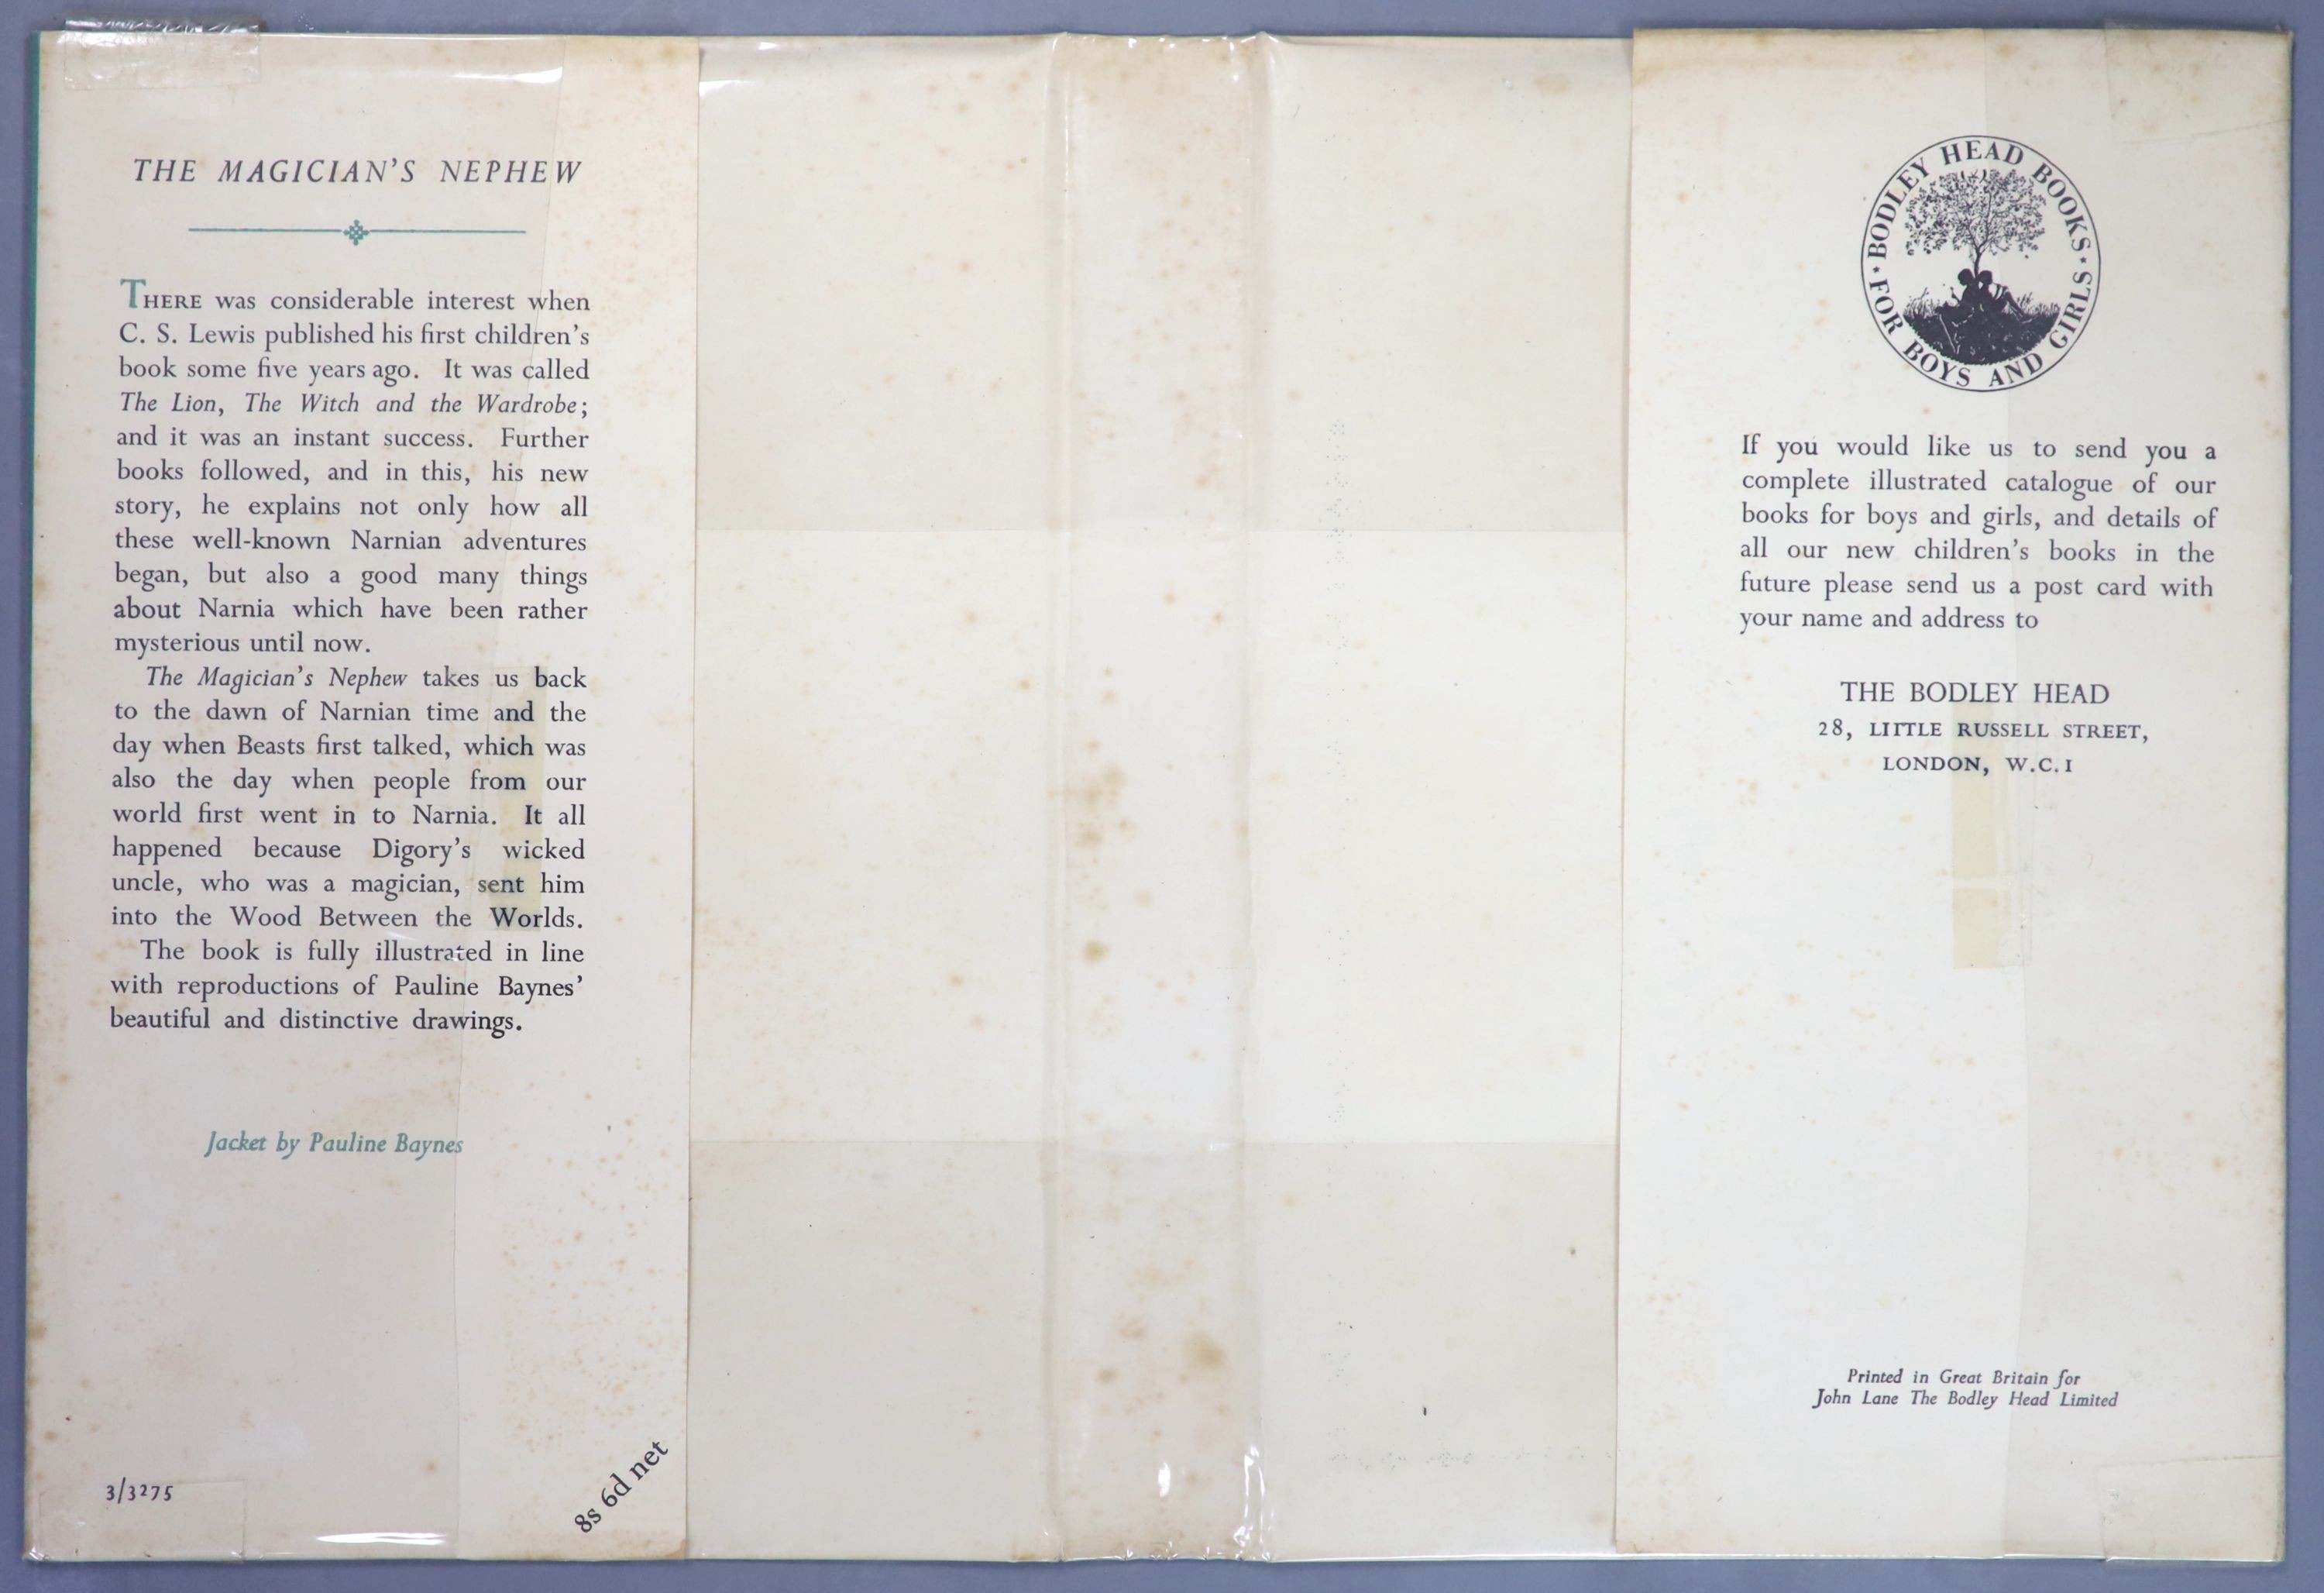 THE MAGICIAN'S NEPHEW
THERE was considerable interest when
C. S. Lewis published his first children's
book some five years ago. It was called
The Lion, The Witch and the Wardrobe;
and it was an instant success. Further
books followed, and in this, his new
story, he explains not only how all
these well-known Narnian adventures
began, but also a good many things
about Narnia which have been rather
mysterious until now.
The Magician's Nephew takes us back
to the dawn of Narnian time and the
day when Beasts first talked, which was
also the day when people from our
world first went in to Narnia. It all
happened because Digory's wicked
uncle, who was a magician, sent him
into the Wood Between the Worlds.
The book is fully illustrated in line
with reproductions of Pauline Baynes'
beautiful and distinctive drawings.
Jacket by Pauline Baynes
3/3275
8s 6d net
BODLEY HEAD BOOKS · FOR BOYS AND GIRLS ·
If you would like us to send you a
complete illustrated catalogue of our
books for boys and girls, and details of
all our new children's books in the
future please send us a post card with
your name and address to
THE BODLEY HEAD
28, LITTLE RUSSELL STREET,
LONDON, W.C.1
Printed in Great Britain for
John Lane The Bodley Head Limited